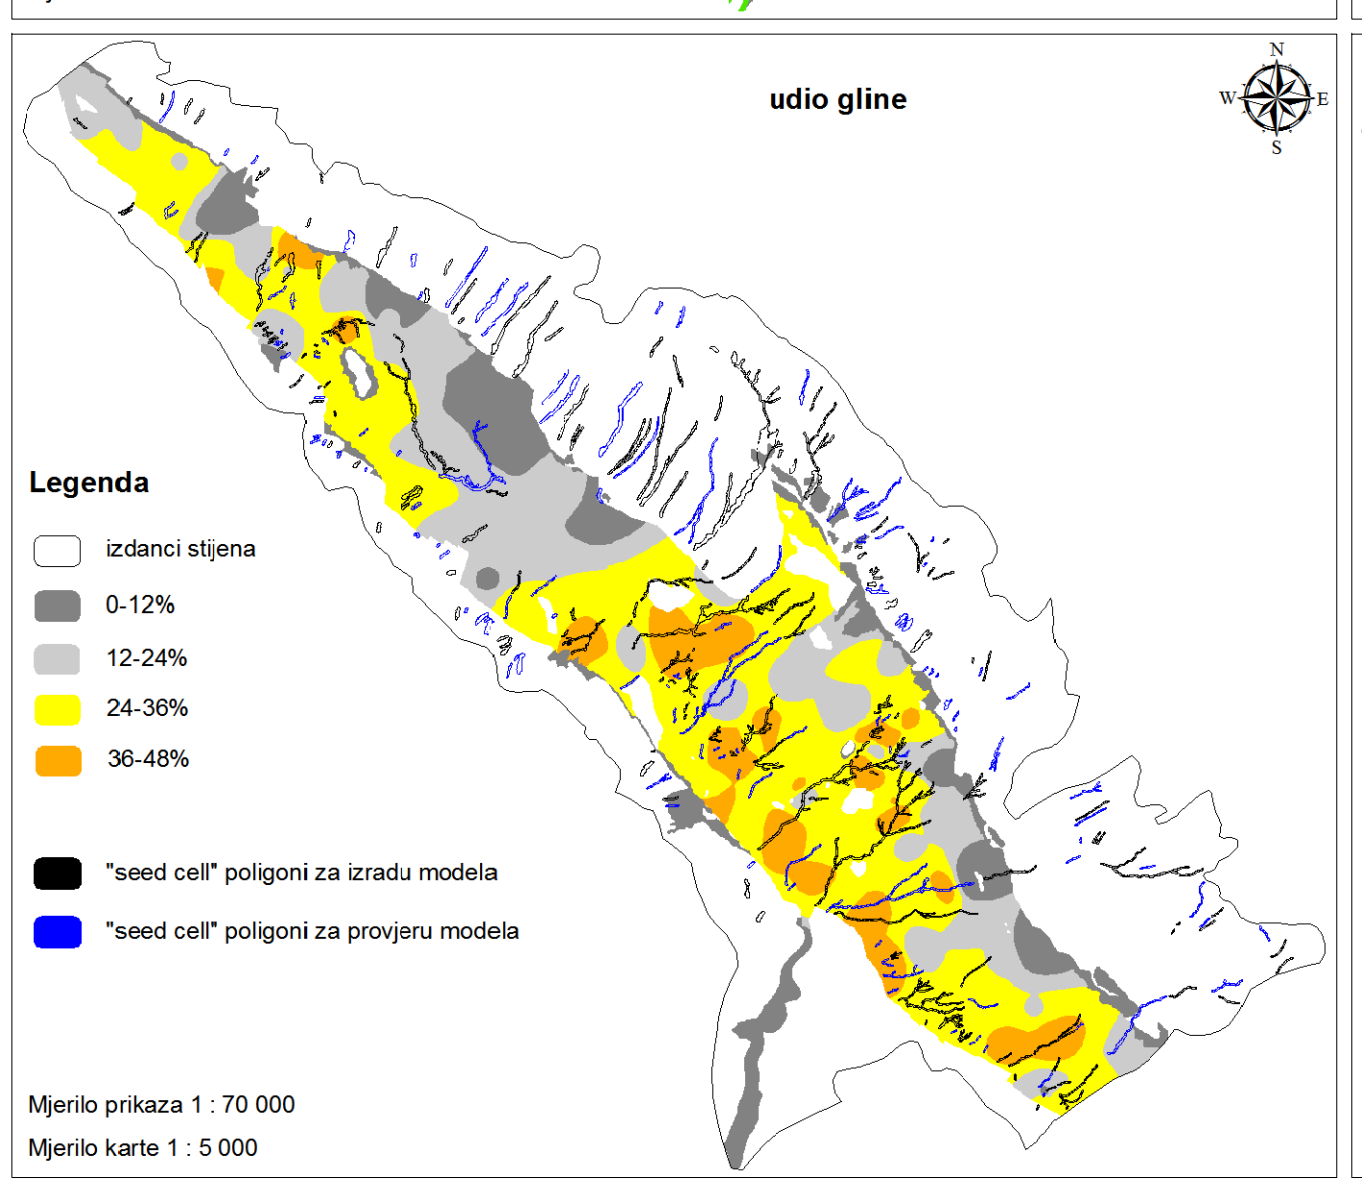 udio gline
N
W E
S
Legenda
izdanci stijena
0-12%
12-24%
24-36%
36-48%
"seed cell" poligoni za izradu modela
"seed cell" poligoni za provjeru modela
Mjerilo prikaza 1 : 70 000
Mjerilo karte 1 : 5 000